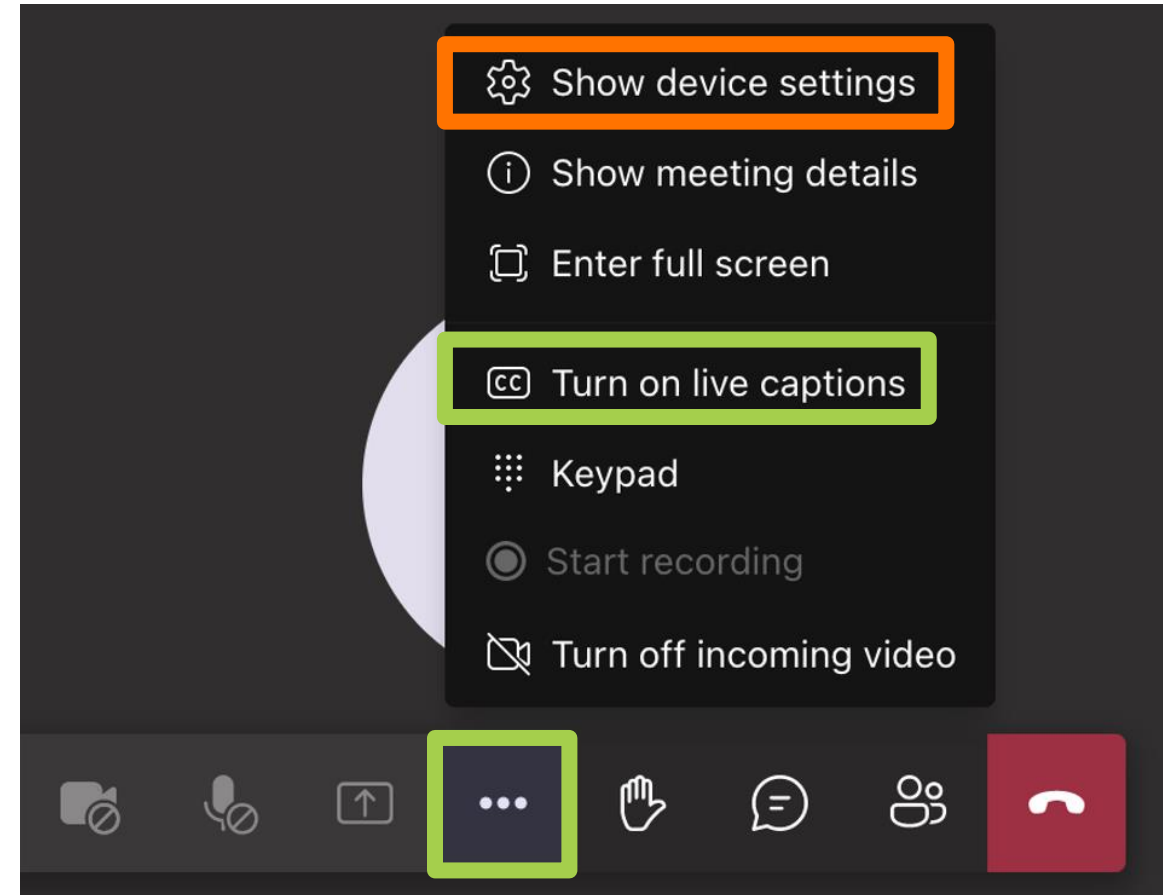 Show device settings
Show meeting details
Enter full screen
CC Turn on live captions
Keypad
Start recording
Turn off incoming video